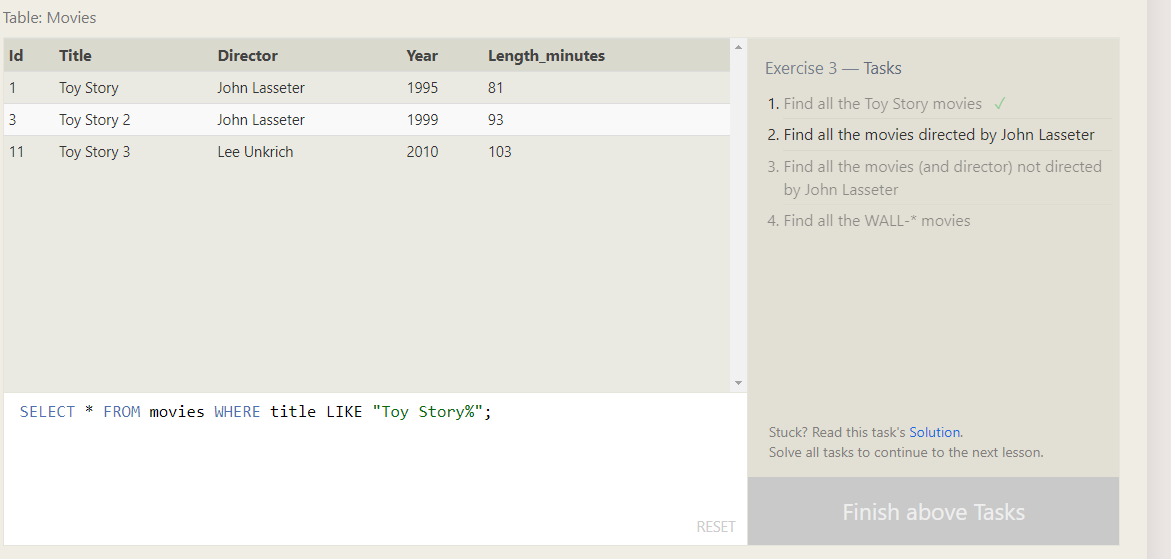 Table: Movies
Id Title Director Year Length_minutes
1 Toy Story John Lasseter 1995 81
3 Toy Story 2 John Lasseter 1999 93
11 Toy Story 3 Lee Unkrich 2010 103
SELECT * FROM movies WHERE title LIKE "Toy Story%";
RESET
Exercise 3 — Tasks
1. Find all the Toy Story movies ✓
2. Find all the movies directed by John Lasseter
3. Find all the movies (and director) not directed
by John Lasseter
4. Find all the WALL-* movies
Stuck? Read this task's Solution.
Solve all tasks to continue to the next lesson.
Finish above Tasks